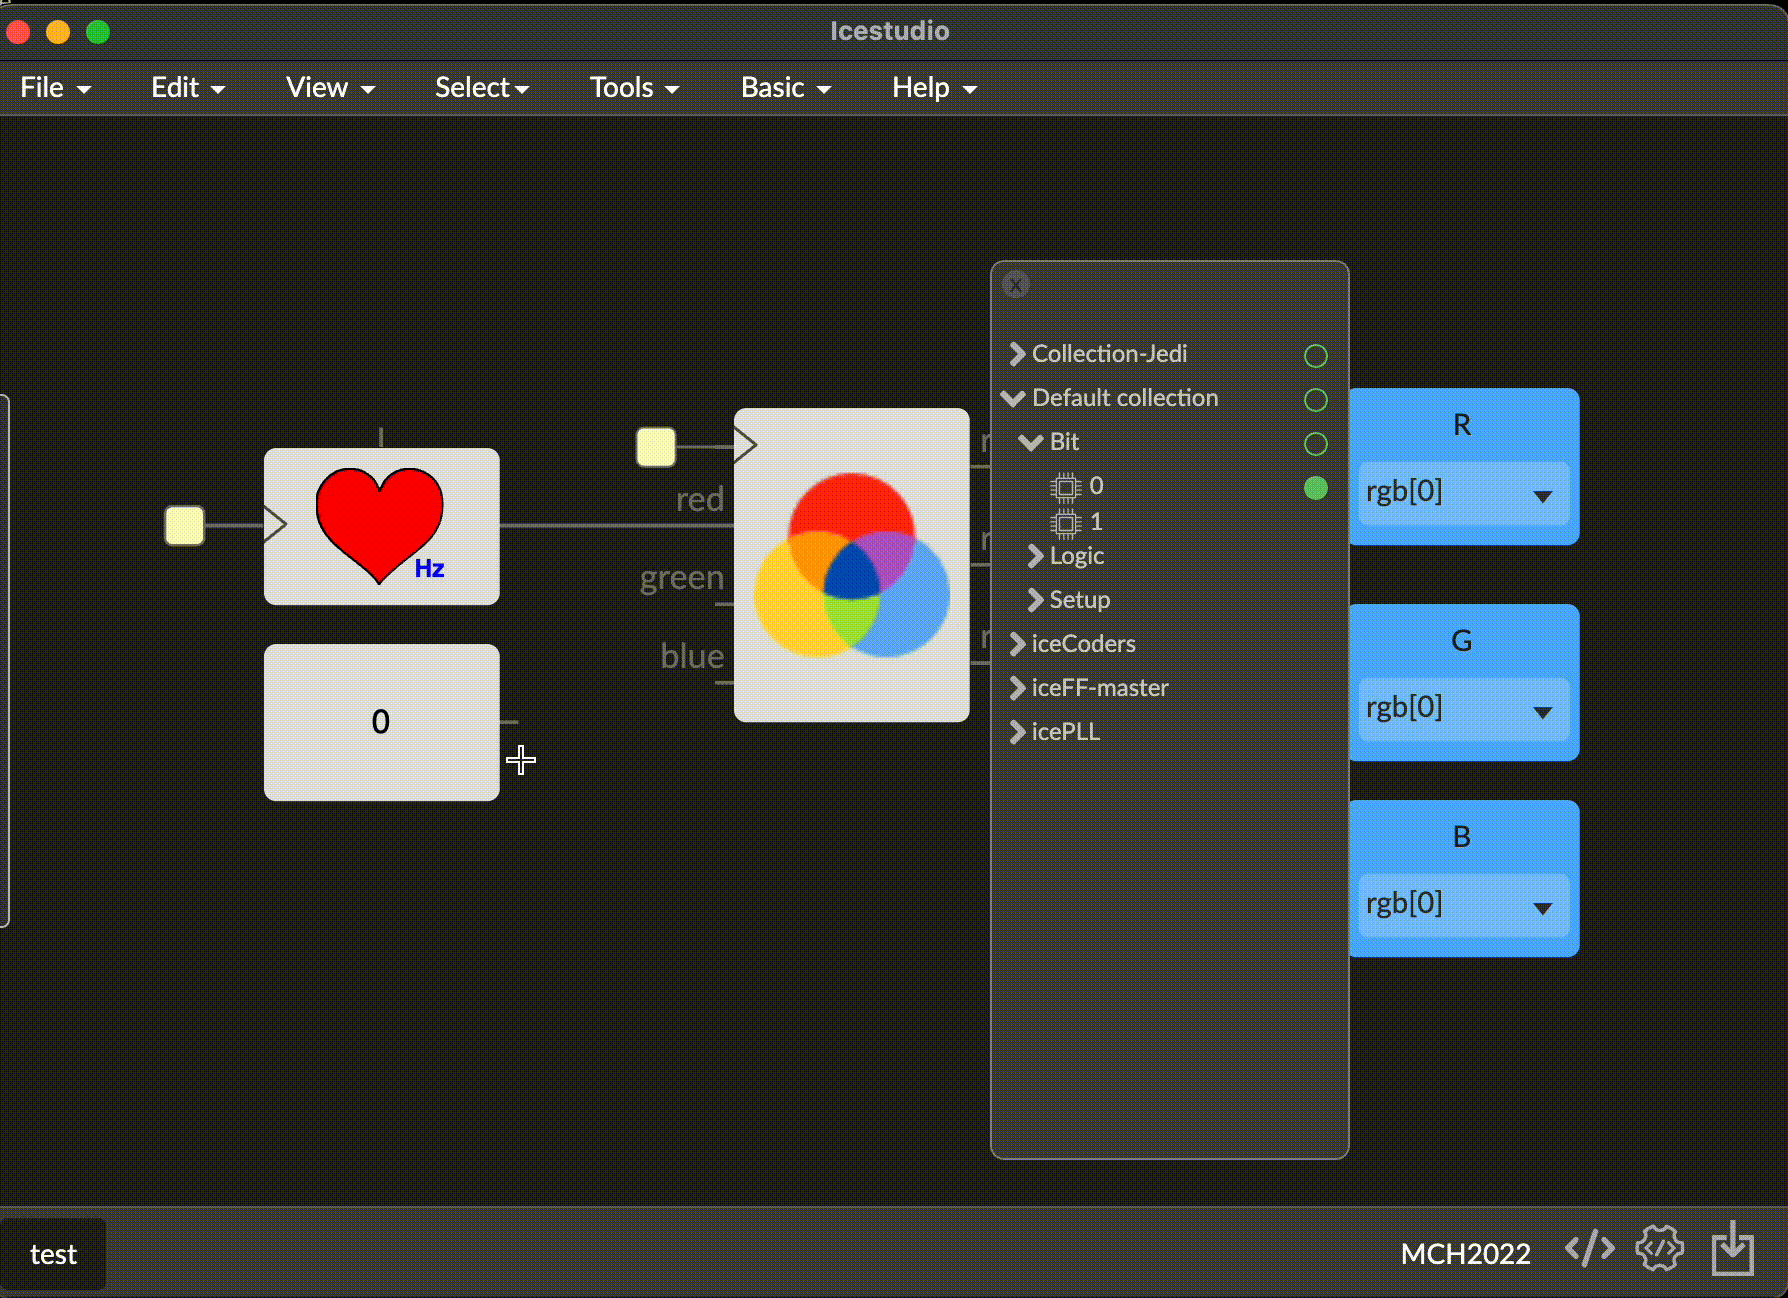 Icestudio
File
Edit
View
Select
Tools
Basic
Help
X
Collection-Jedi
Default collection
Bit
0
1
Logic
Setup
iceCoders
iceFF-master
icePLL
Hz
0
red
green
blue
r
r
r
R
rgb[0]
G
rgb[0]
B
rgb[0]
test
MCH2022